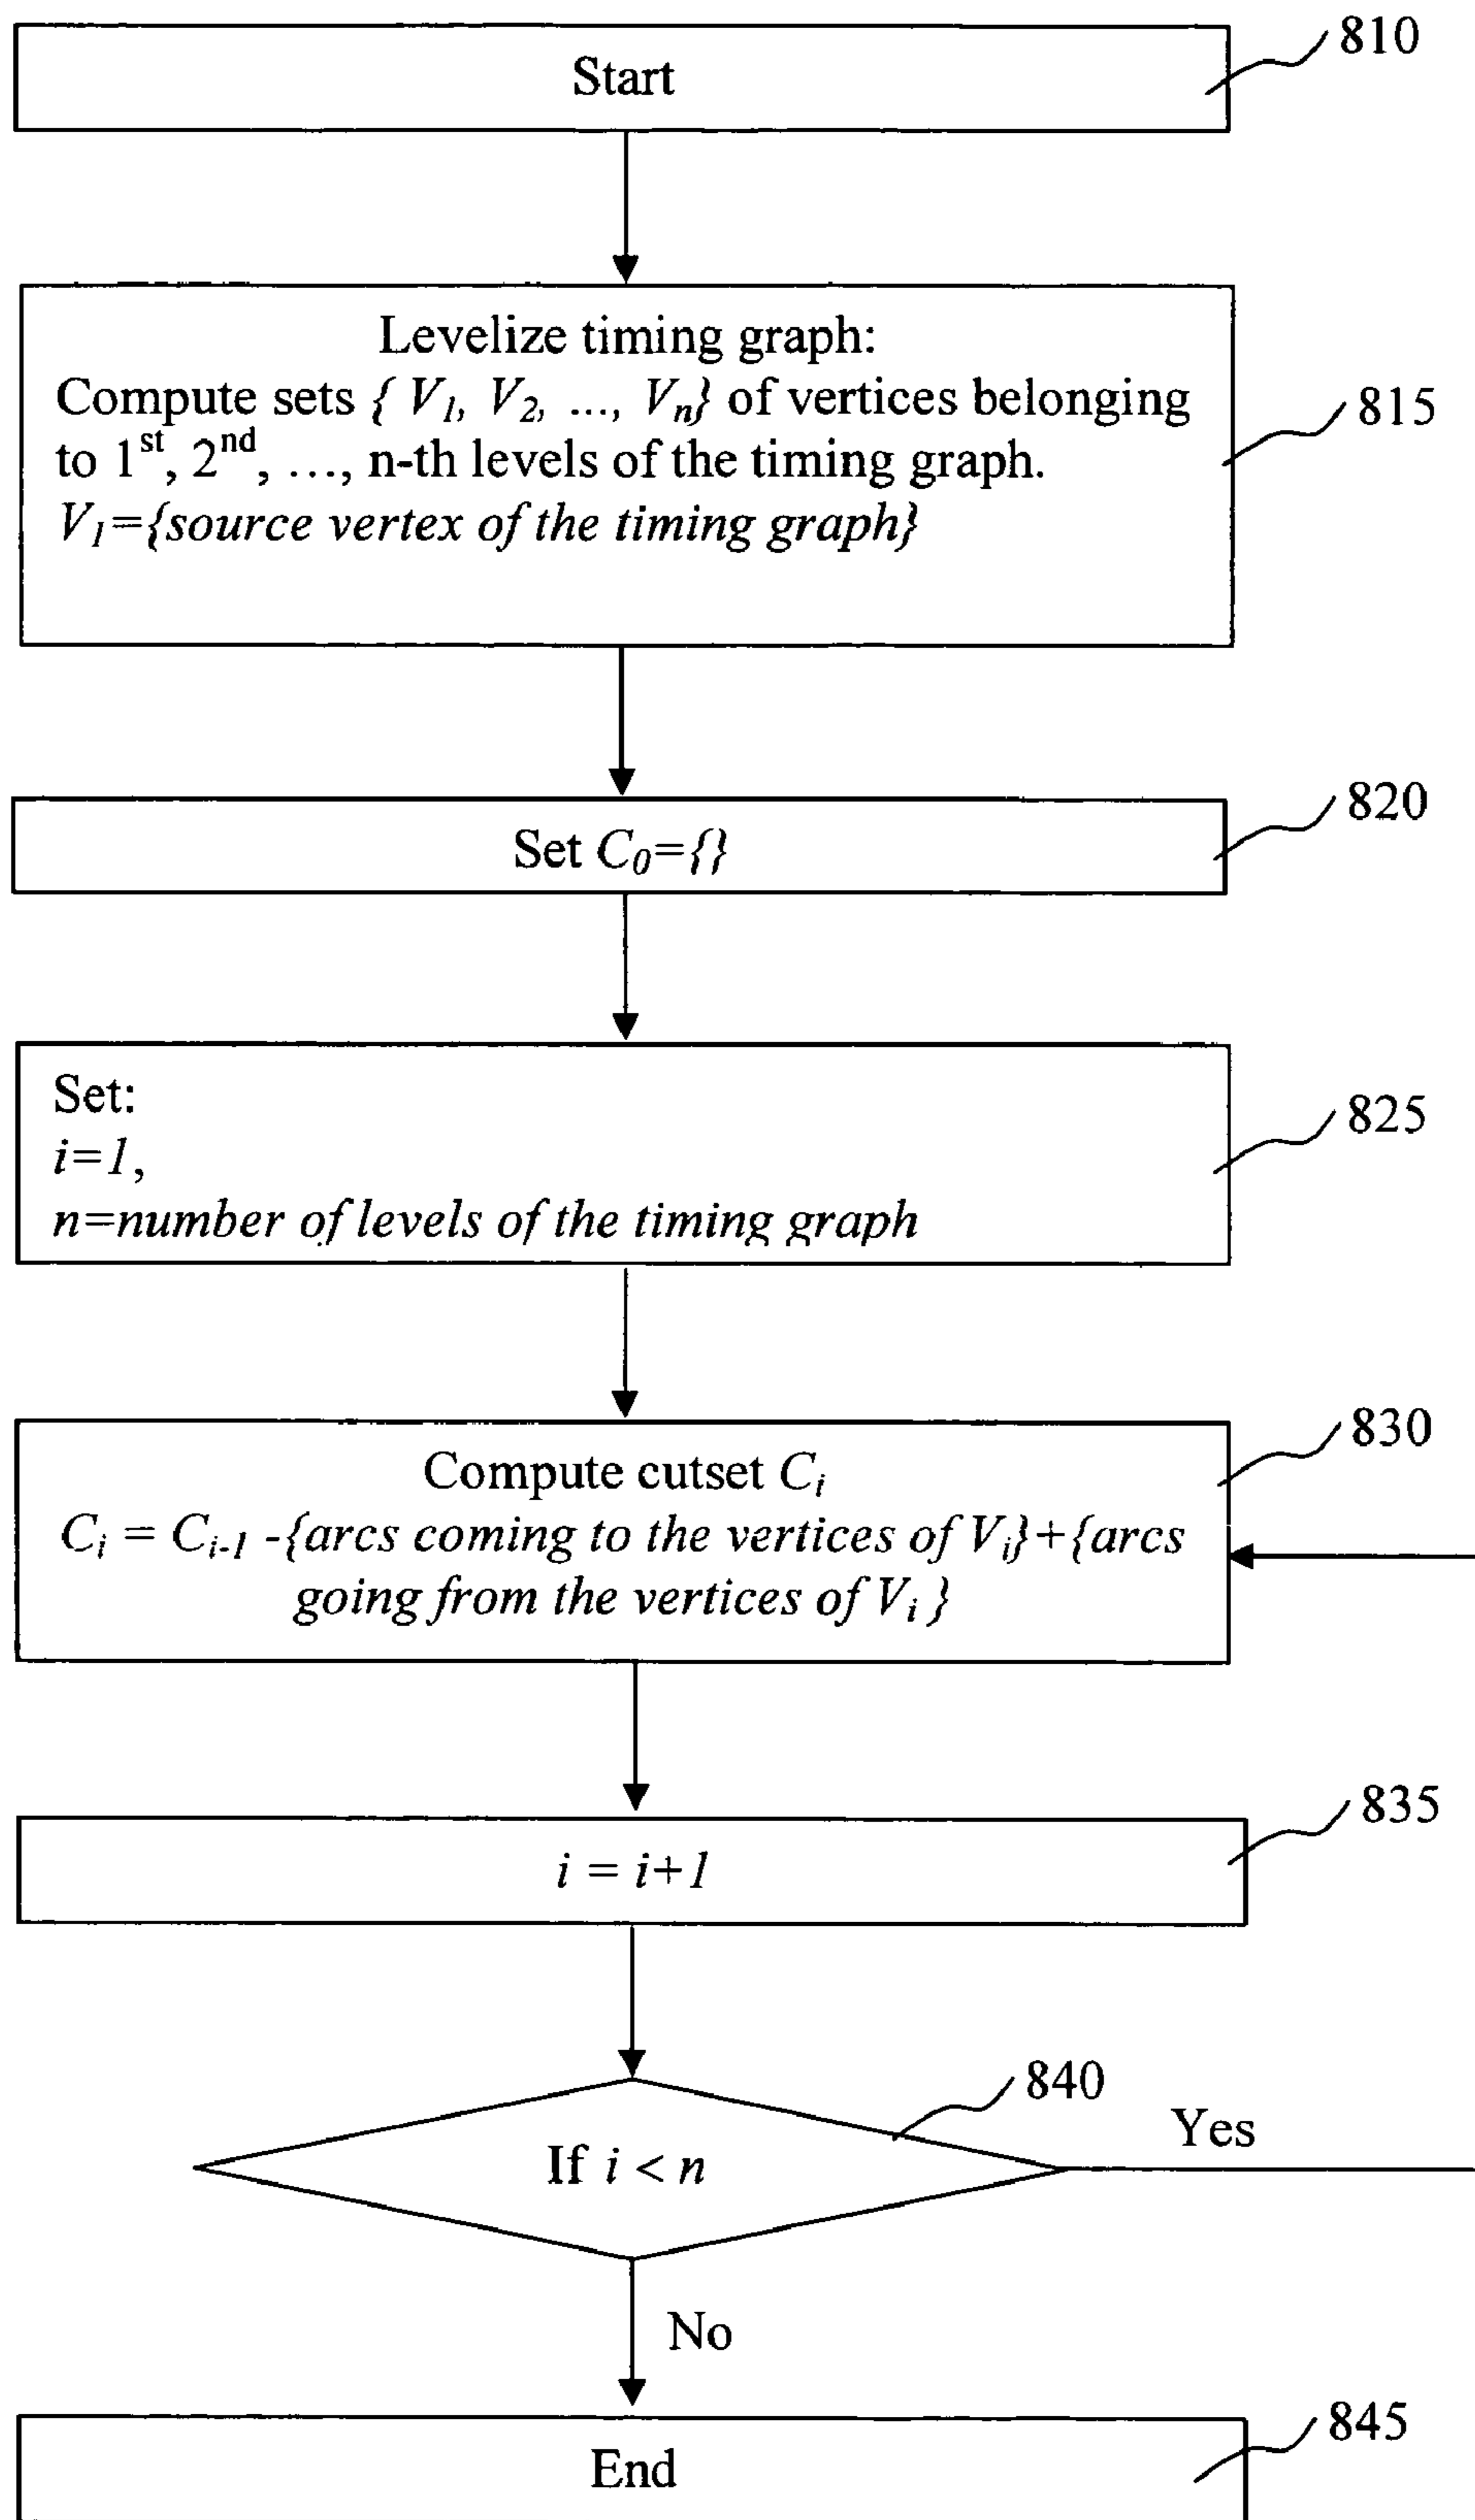 810
Start
Levelize timing graph:
Compute sets { V1, V2, ..., Vn} of vertices belonging
815
to 1st, 2nd, ..., n-th levels of the timing graph.
V1={source vertex of the timing graph}
820
Set C0={}
825
Set:
i=1,
n=number of levels of the timing graph
830
Compute cutset Ci
Ci = Ci-1 -{arcs coming to the vertices of Vi}+{arcs
going from the vertices of Vi }
835
i = i+1
840
Yes
If i < n
No
845
End